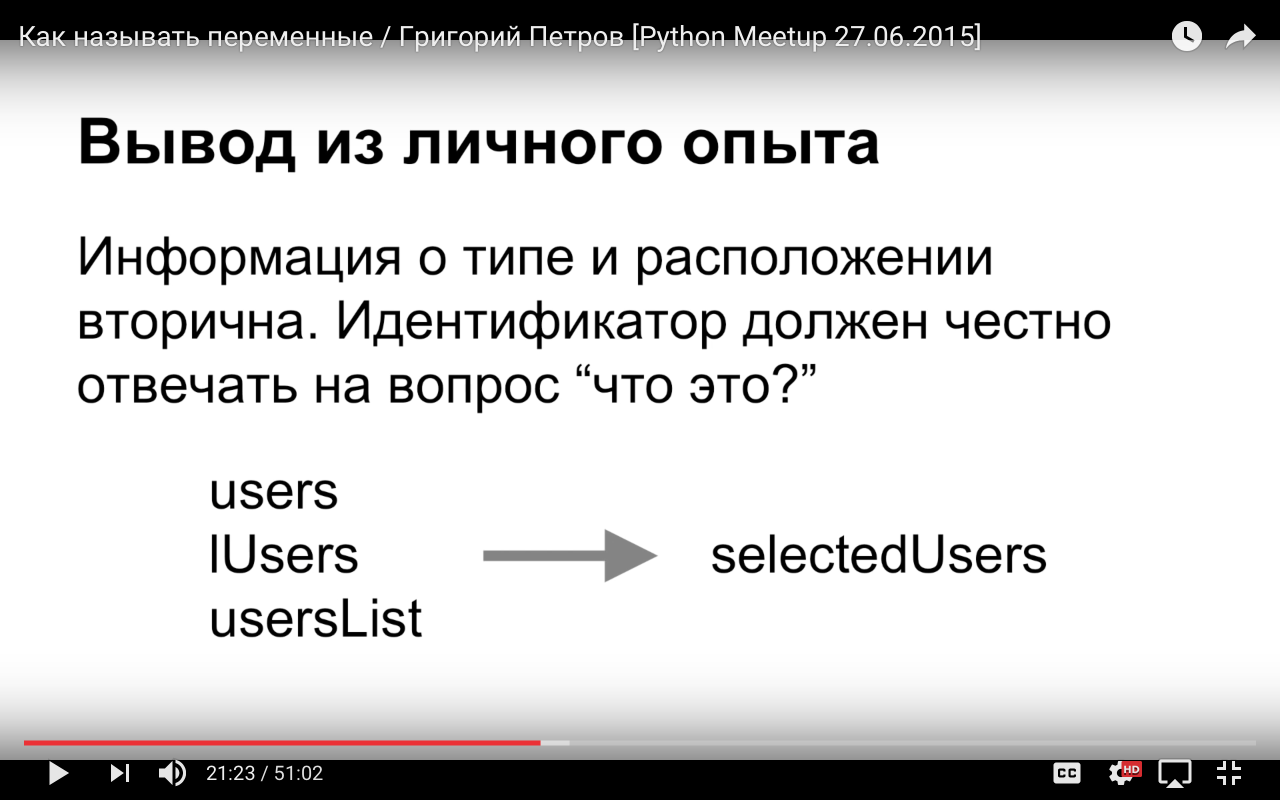 Как называть переменные / Григорий Петров [Python Meetup 27.06.2015]
Вывод из личного опыта
Информация о типе и расположении
вторична. Идентификатор должен честно
отвечать на вопрос “что это?”
users
lUsers
usersList
selectedUsers
21:23 / 51:02
CC
HD